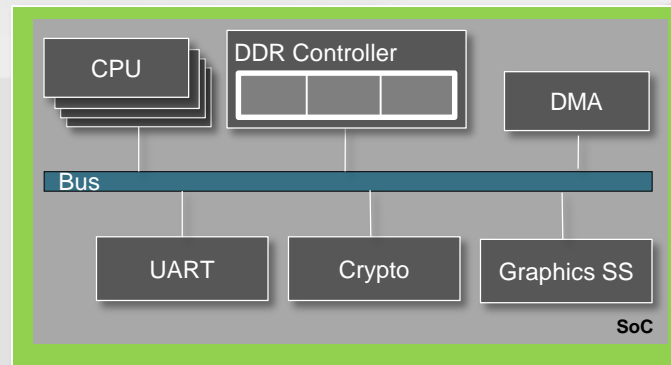 CPU
DDR Controller
DMA
Bus
UART
Crypto
Graphics SS
SoC